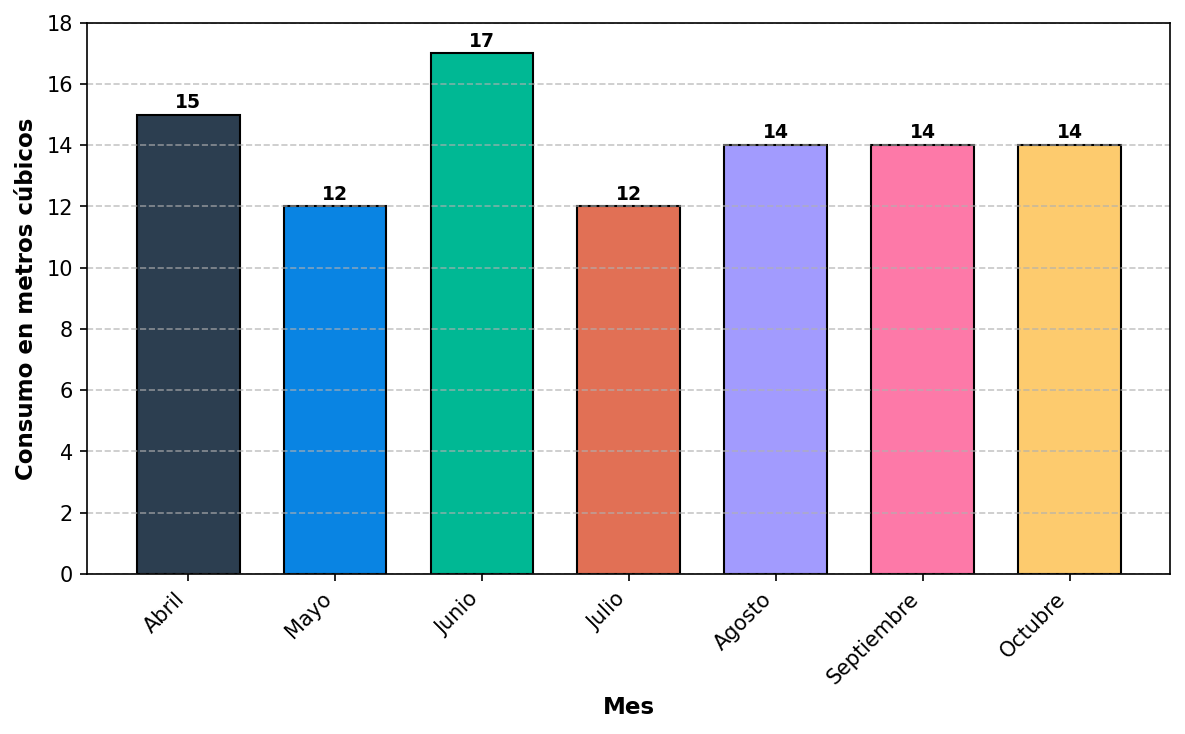 18
16
14
12
10
8
6
4
2
0
Consumo en metros cúbicos
15
12
17
12
14
14
14
Abril
Mayo
Junio
Julio
Agosto
Septiembre
Octubre
Mes